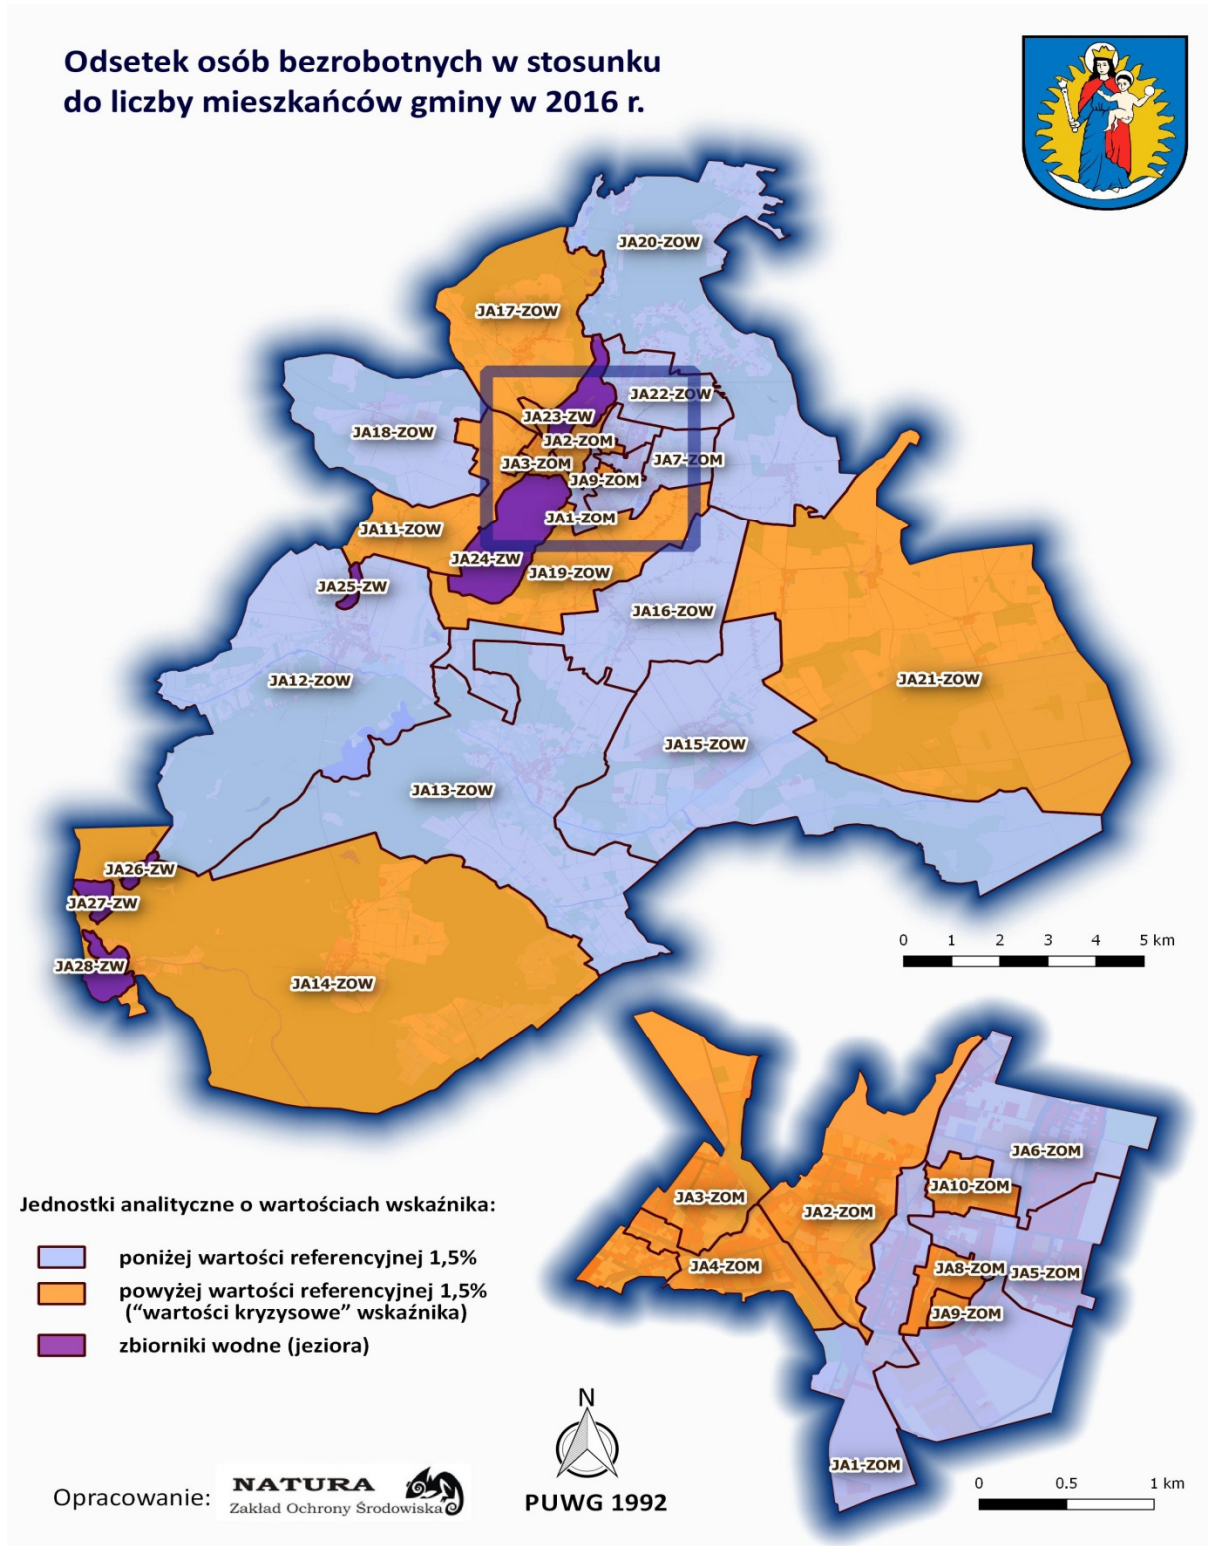 Odsetek osób bezrobotnych w stosunku
do liczby mieszkańców gminy w 2016 r.
JA20-ZOW
JA17-ZOW
JA22-ZOW
JA23-ZW
JA18-ZOW
JA2-ZOM
JA7-ZOM
JA3-ZOM
JA9-ZOM
JA1-ZOM
JA11-ZOW
JA24-ZW
JA19-ZOW
JA25-ZW
JA16-ZOW
JA12-ZOW
JA21-ZOW
JA15-ZOW
JA13-ZOW
JA26-ZW
JA27-ZW
JA28-ZW
JA14-ZOW
0 1 2 3 4 5 km
JA6-ZOM
JA10-ZOM
JA3-ZOM
JA2-ZOM
JA4-ZOM
JA8-ZOM
JA5-ZOM
JA9-ZOM
JA1-ZOM
0 0.5 1 km
Jednostki analityczne o wartościach wskaźnika:
poniżej wartości referencyjnej 1,5%
powyżej wartości referencyjnej 1,5%
(“wartości kryzysowe” wskaźnika)
zbiorniki wodne (jeziora)
N
PUWG 1992
Opracowanie:
NATURA
Zakład Ochrony Środowiska